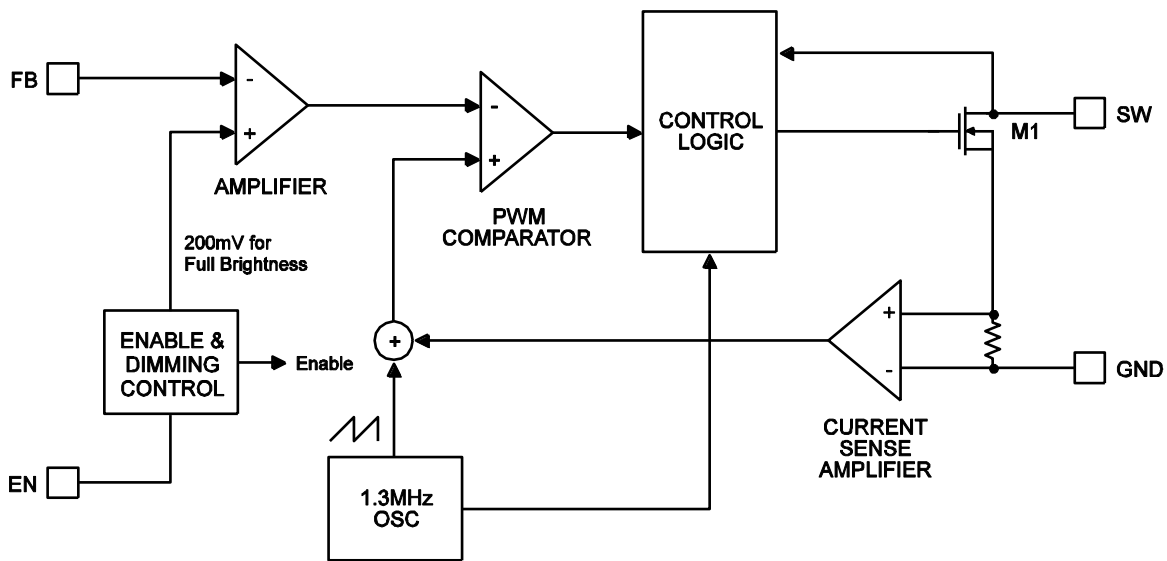 FB
-
+
AMPLIFIER
200mV for
Full Brightness
ENABLE &
DIMMING
CONTROL
Enable
EN
-
+
PWM
COMPARATOR
+
1.3MHz
OSC
CONTROL
LOGIC
M1
SW
+
-
CURRENT
SENSE
AMPLIFIER
GND